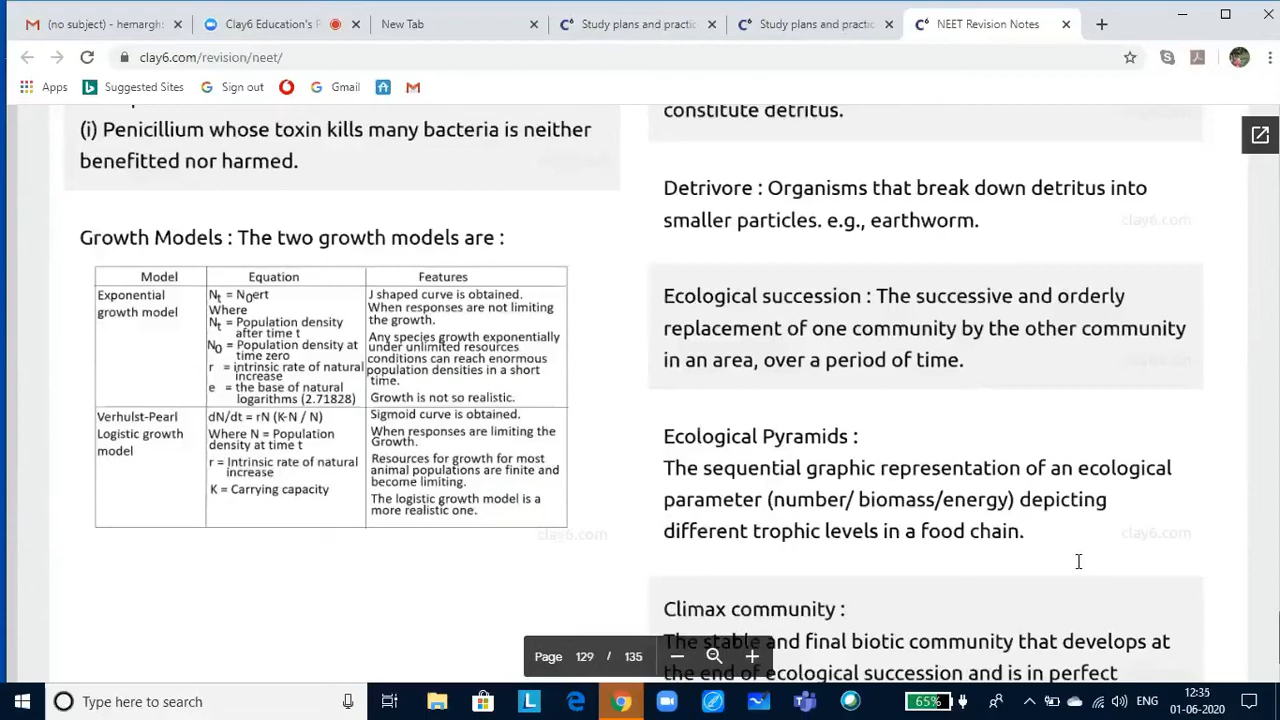 (no subject) - hemarghs
Clay6 Education's P
New Tab
Study plans and practic
Study plans and practic
NEET Revision Notes
clay6.com/revision/neet/
Apps
Suggested Sites
Sign out
Gmail
(i) Penicillium whose toxin kills many bacteria is neither
benefitted nor harmed.
Growth Models : The two growth models are :
Model Equation Features
Exponential
growth model
Nt = N0ert
Where
Nt = Population density
after time t
N0 = Population density at
time zero
r = intrinsic rate of natural
increase
e = the base of natural
logarithms (2.71828)
J shaped curve is obtained.
When responses are not limiting
the growth.
Any species growth exponentially
under unlimited resources
conditions can reach enormous
population densities in a short
time.
Growth is not so realistic.
Verhulst-Pearl
Logistic growth
model
dN/dt = rN (K-N / N)
Where N = Population
density at time t
r = Intrinsic rate of natural
increase
K = Carrying capacity
Sigmoid curve is obtained.
When responses are limiting the
Growth.
Resources for growth for most
animal populations are finite and
become limiting.
The logistic growth model is a
more realistic one.
clay6.com
constitute detritus.
Detrivore : Organisms that break down detritus into
smaller particles. e.g., earthworm.
clay6.com
Ecological succession : The successive and orderly
replacement of one community by the other community
in an area, over a period of time.
Ecological Pyramids :
The sequential graphic representation of an ecological
parameter (number/ biomass/energy) depicting
different trophic levels in a food chain.
clay6.com
Climax community :
The stable and final biotic community that develops at
the end of ecological succession and is in perfect
Page 129 / 135
Type here to search
65%
ENG
12:35
01-06-2020